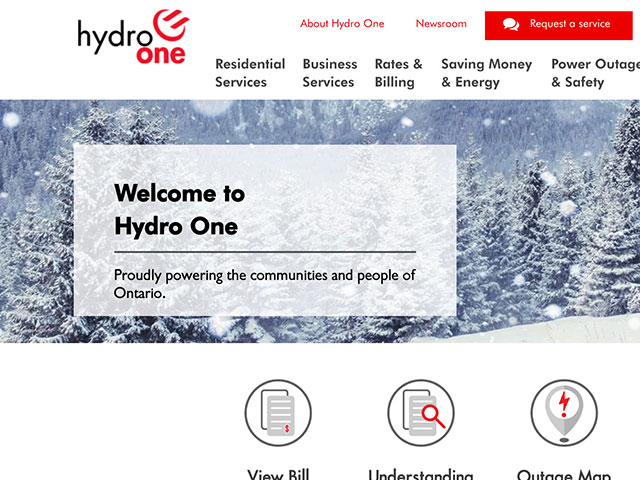 hydro
one
About Hydro One
Newsroom
Request a service
Residential
Services
Business
Services
Rates &
Billing
Saving Money
& Energy
Power Outage
& Safety
Welcome to
Hydro One
Proudly powering the communities and people of
Ontario.
$
View Bill
Understanding
Outage Map